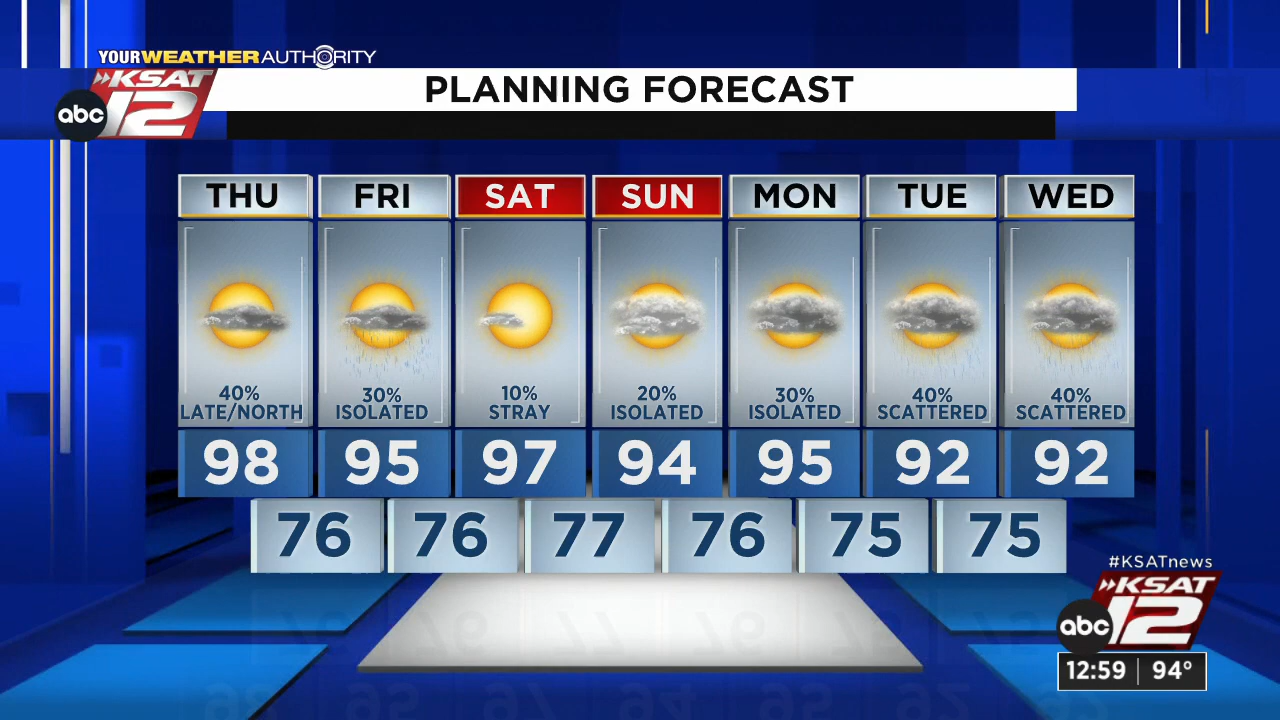 YOURWEATHERAUTHORITY
KSAT
abc 12
PLANNING FORECAST
THU FRI SAT SUN MON TUE WED
40% 30% 10% 20% 30% 40% 40%
LATE/NORTH ISOLATED STRAY ISOLATED ISOLATED SCATTERED SCATTERED
98 95 97 94 95 92 92
76 76 77 76 75 75
#KSATnews
KSAT
abc 12
12:59 94°